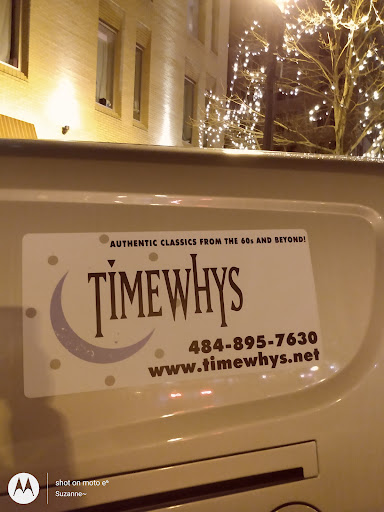 AUTHENTIC CLASSICS FROM THE 60s AND BEYOND!
TIMEWHYS
484-895-7630
www.timewhys.net
shot on moto e⁶
Suzanne~